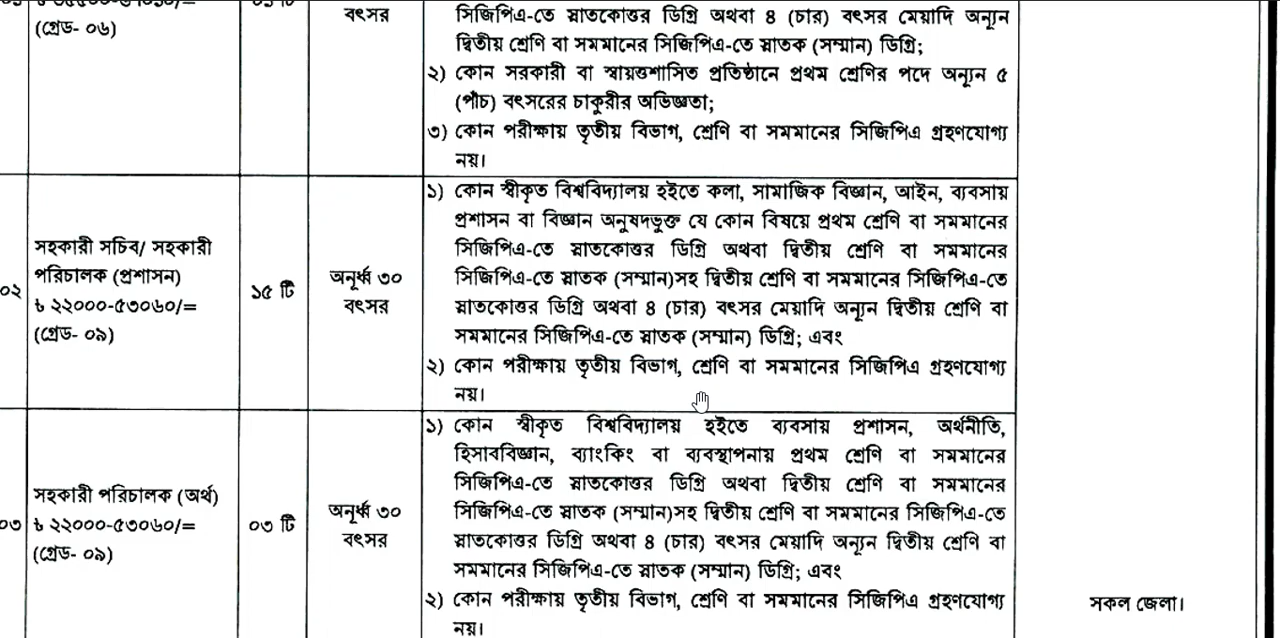 (গ্রেড- ০৬)
বৎসর
সিজিপিএ-তে স্নাতকোত্তর ডিগ্রি অথবা ৪ (চার) বৎসর মেয়াদি অন্যূন
দ্বিতীয় শ্রেণি বা সমমানের সিজিপিএ-তে স্নাতক (সম্মান) ডিগ্রি;
২) কোন সরকারী বা স্বায়ত্তশাসিত প্রতিষ্ঠানে প্রথম শ্রেণির পদে অন্যূন ৫
(পাঁচ) বৎসরের চাকুরীর অভিজ্ঞতা;
৩) কোন পরীক্ষায় তৃতীয় বিভাগ, শ্রেণি বা সমমানের সিজিপিএ গ্রহণযোগ্য
নয়।
০২
সহকারী সচিব/ সহকারী
পরিচালক (প্রশাসন)
৳ ২২০০০-৫৩০৬০/=
(গ্রেড- ০৯)
১৫ টি
অনূর্ধ্ব ৩০
বৎসর
১) কোন স্বীকৃত বিশ্ববিদ্যালয় হইতে কলা, সামাজিক বিজ্ঞান, আইন, ব্যবসায়
প্রশাসন বা বিজ্ঞান অনুষদভুক্ত যে কোন বিষয়ে প্রথম শ্রেণি বা সমমানের
সিজিপিএ-তে স্নাতকোত্তর ডিগ্রি অথবা দ্বিতীয় শ্রেণি বা সমমানের
সিজিপিএ-তে স্নাতক (সম্মান)সহ দ্বিতীয় শ্রেণি বা সমমানের সিজিপিএ-তে
স্নাতকোত্তর ডিগ্রি অথবা ৪ (চার) বৎসর মেয়াদি অন্যূন দ্বিতীয় শ্রেণি বা
সমমানের সিজিপিএ-তে স্নাতক (সম্মান) ডিগ্রি; এবং
২) কোন পরীক্ষায় তৃতীয় বিভাগ, শ্রেণি বা সমমানের সিজিপিএ গ্রহণযোগ্য
নয়।
০৩
সহকারী পরিচালক (অর্থ)
৳ ২২০০০-৫৩০৬০/=
(গ্রেড- ০৯)
০৩ টি
অনূর্ধ্ব ৩০
বৎসর
১) কোন স্বীকৃত বিশ্ববিদ্যালয় হইতে ব্যবসায় প্রশাসন, অর্থনীতি,
হিসাববিজ্ঞান, ব্যাংকিং বা ব্যবস্থাপনায় প্রথম শ্রেণি বা সমমানের
সিজিপিএ-তে স্নাতকোত্তর ডিগ্রি অথবা দ্বিতীয় শ্রেণি বা সমমানের
সিজিপিএ-তে স্নাতক (সম্মান)সহ দ্বিতীয় শ্রেণি বা সমমানের সিজিপিএ-তে
স্নাতকোত্তর ডিগ্রি অথবা ৪ (চার) বৎসর মেয়াদি অন্যূন দ্বিতীয় শ্রেণি বা
সমমানের সিজিপিএ-তে স্নাতক (সম্মান) ডিগ্রি; এবং
২) কোন পরীক্ষায় তৃতীয় বিভাগ, শ্রেণি বা সমমানের সিজিপিএ গ্রহণযোগ্য
নয়।
সকল জেলা।